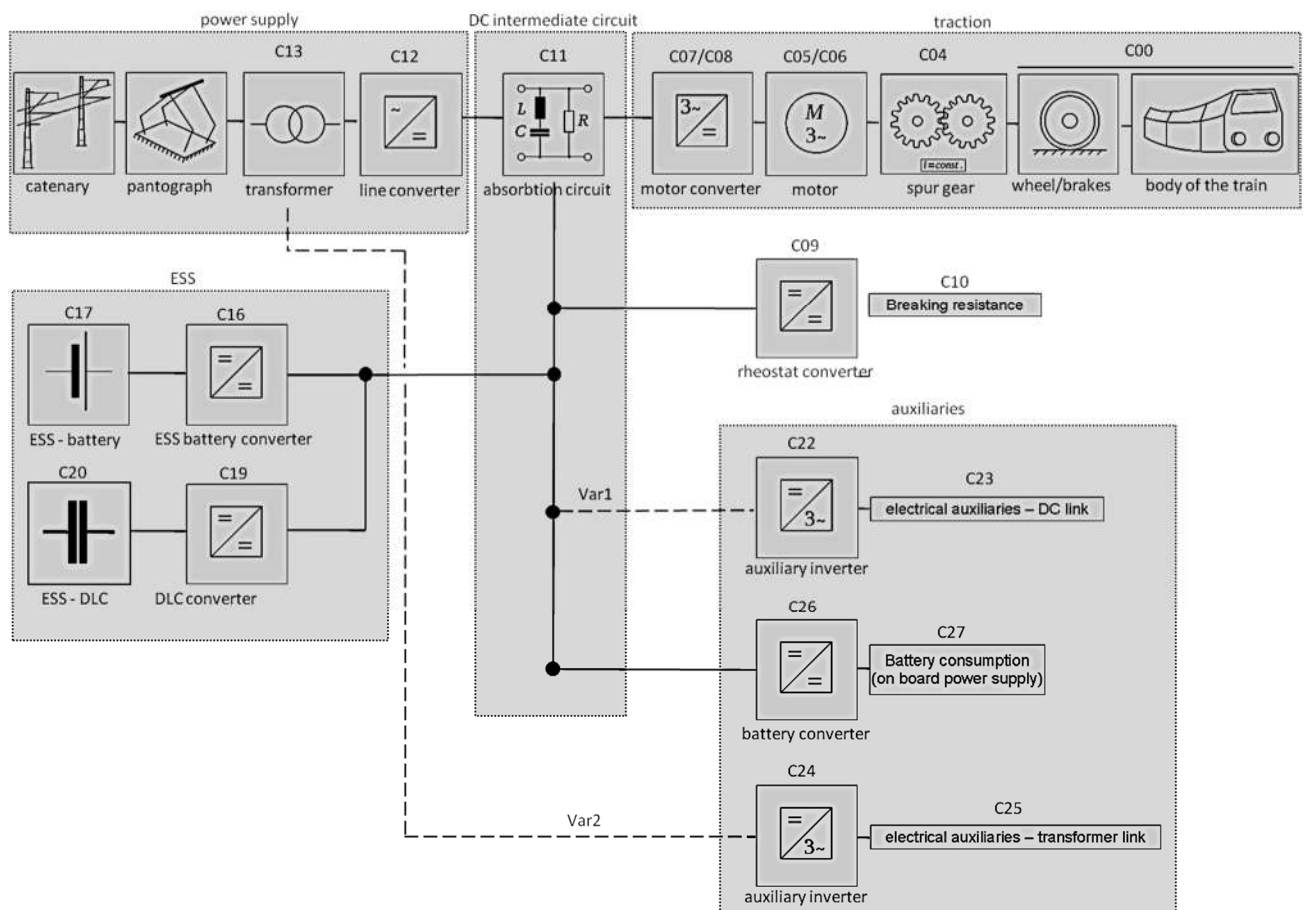 power supply
DC intermediate circuit
traction
C13
C12
C11
C07/C08
C05/C06
C04
C00
~
=
L
C
R
3~
=
M
3~
i=const.
catenary
pantograph
transformer
line converter
absorbtion circuit
motor converter
motor
spur gear
wheel/brakes
body of the train
ESS
C17
C16
=
=
ESS - battery
ESS battery converter
C20
C19
=
=
ESS - DLC
DLC converter
C09
=
=
rheostat converter
C10
Breaking resistance
auxiliaries
Var1
C22
=
3~
auxiliary inverter
C23
electrical auxiliaries – DC link
C26
=
=
battery converter
C27
Battery consumption
(on board power supply)
Var2
C24
=
3~
auxiliary inverter
C25
electrical auxiliaries – transformer link